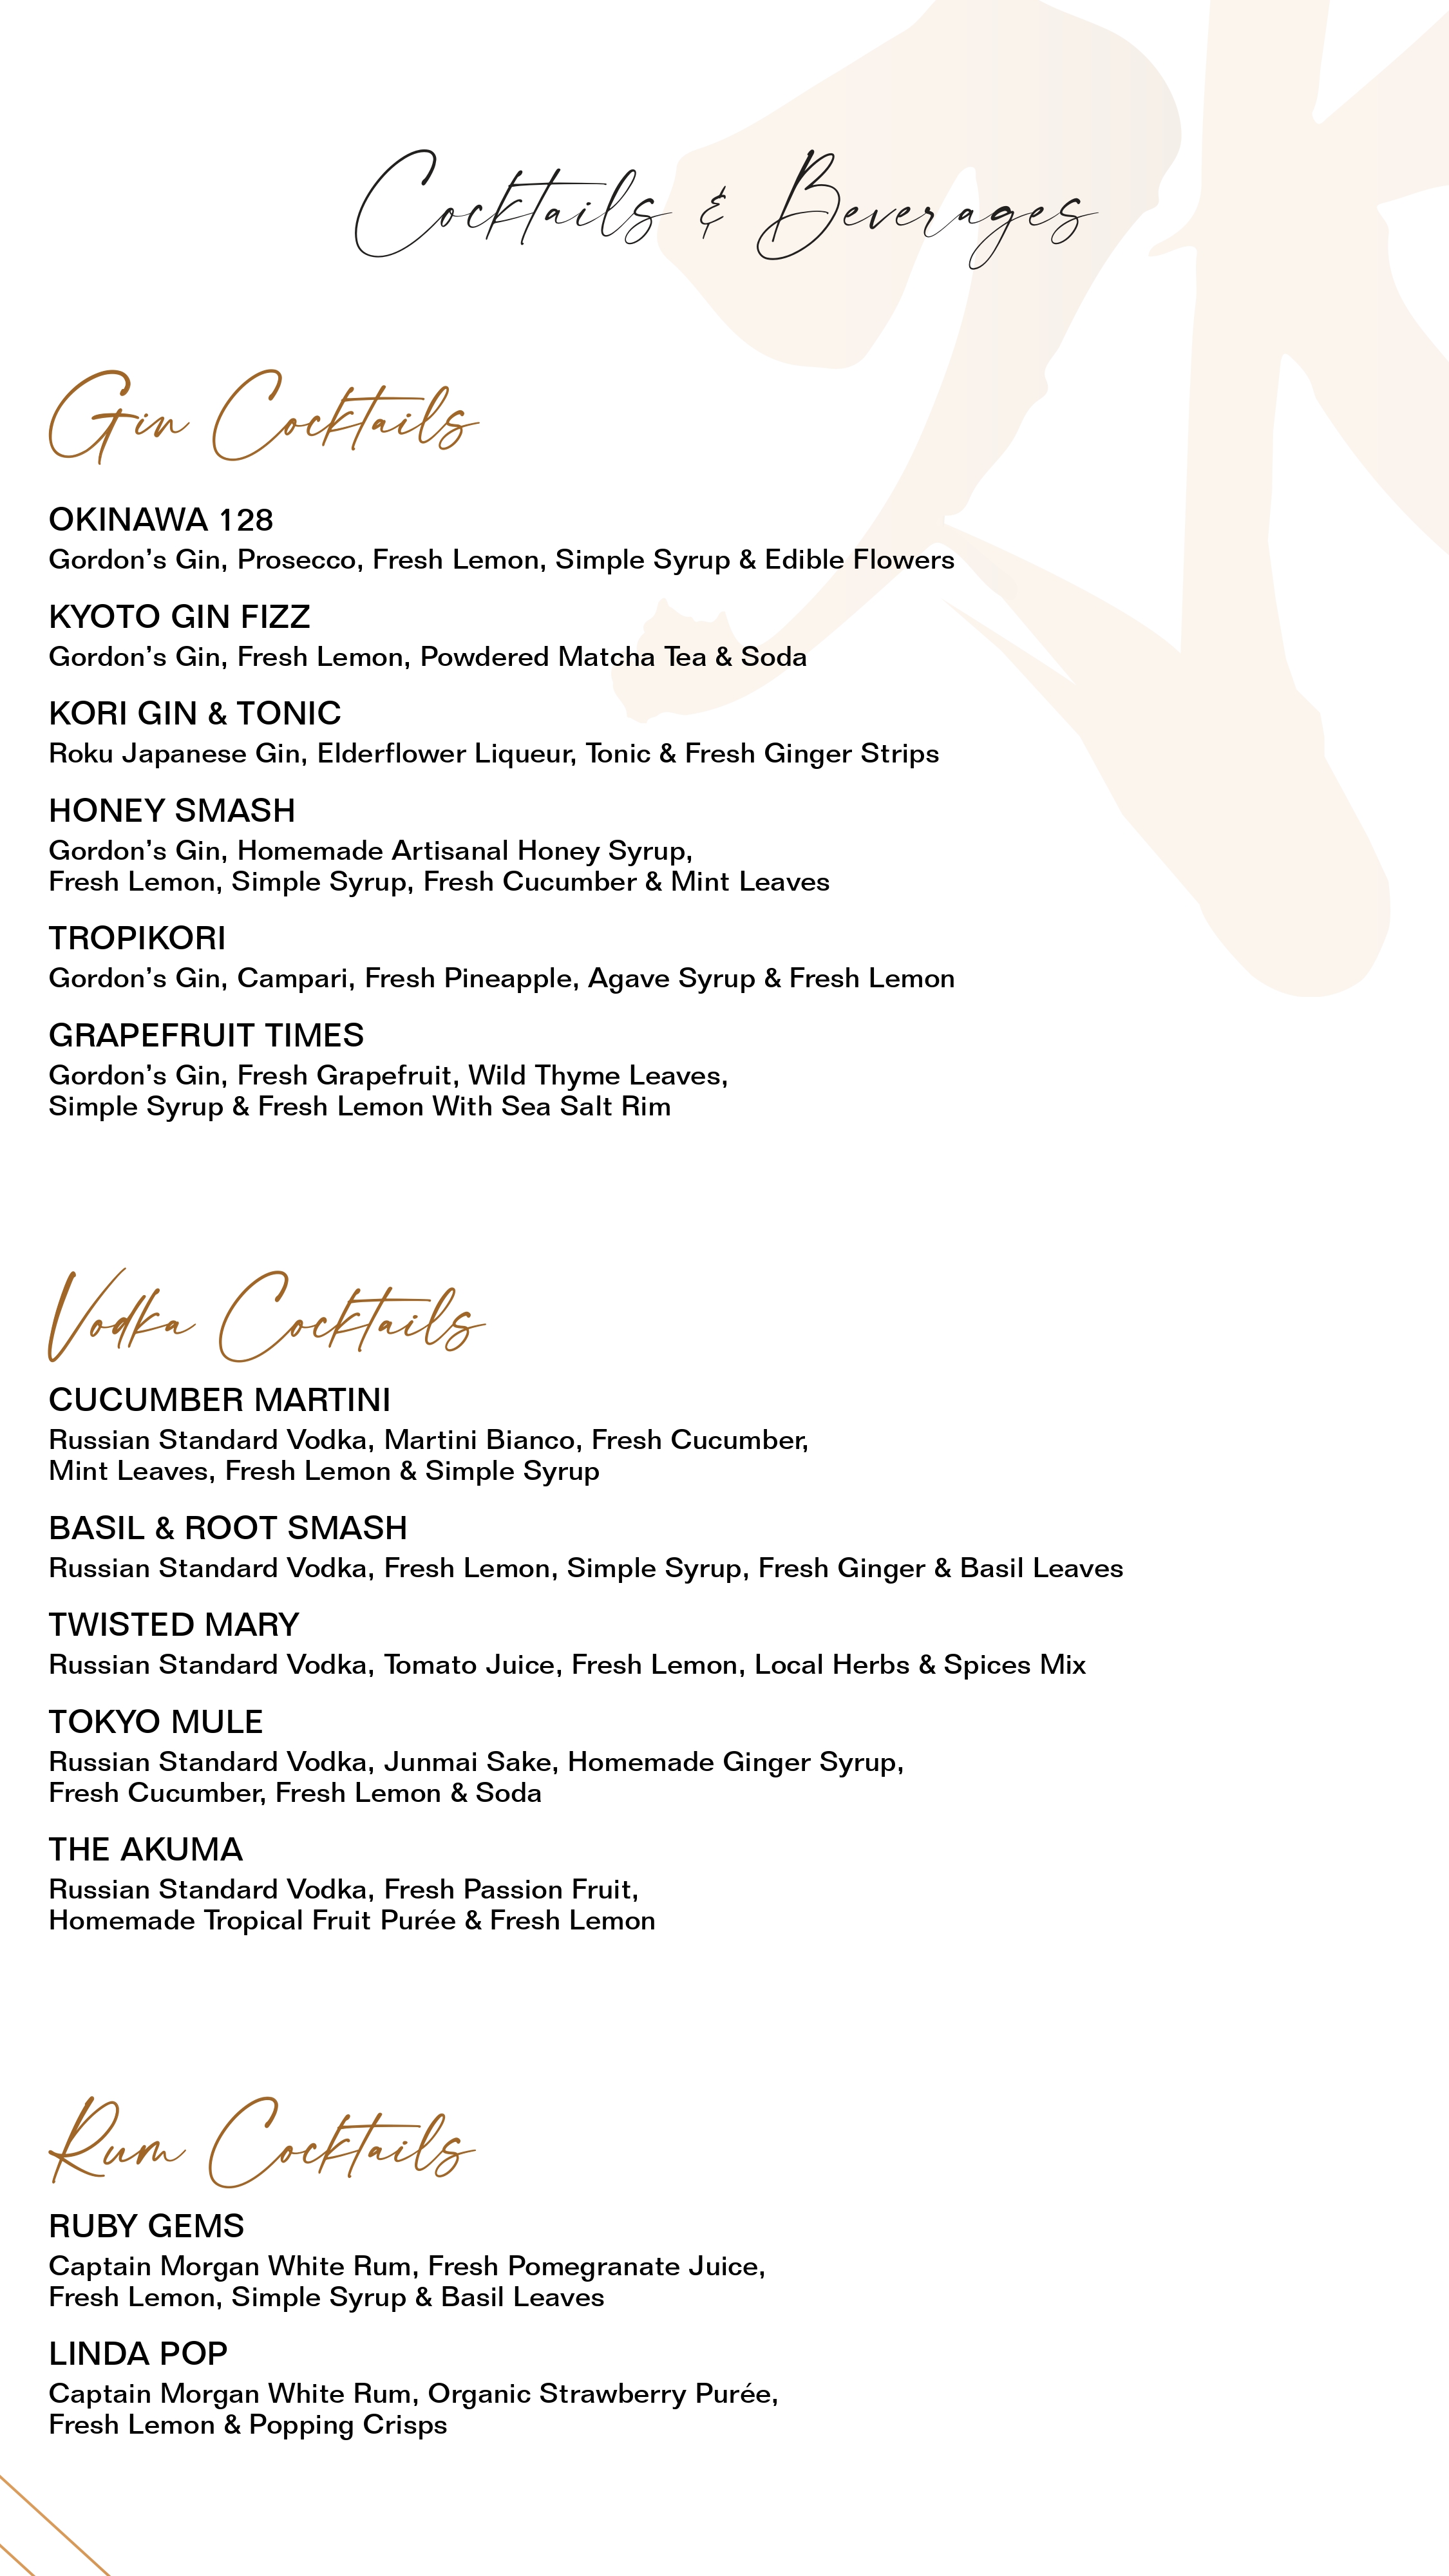 Cocktails & Beverages
Gin Cocktails
OKINAWA 128
Gordon's Gin, Prosecco, Fresh Lemon, Simple Syrup & Edible Flowers
KYOTO GIN FIZZ
Gordon's Gin, Fresh Lemon, Powdered Matcha Tea & Soda
KORI GIN & TONIC
Roku Japanese Gin, Elderflower Liqueur, Tonic & Fresh Ginger Strips
HONEY SMASH
Gordon's Gin, Homemade Artisanal Honey Syrup,
Fresh Lemon, Simple Syrup, Fresh Cucumber & Mint Leaves
TROPIKORI
Gordon's Gin, Campari, Fresh Pineapple, Agave Syrup & Fresh Lemon
GRAPEFRUIT TIMES
Gordon's Gin, Fresh Grapefruit, Wild Thyme Leaves,
Simple Syrup & Fresh Lemon With Sea Salt Rim
Vodka Cocktails
CUCUMBER MARTINI
Russian Standard Vodka, Martini Bianco, Fresh Cucumber,
Mint Leaves, Fresh Lemon & Simple Syrup
BASIL & ROOT SMASH
Russian Standard Vodka, Fresh Lemon, Simple Syrup, Fresh Ginger & Basil Leaves
TWISTED MARY
Russian Standard Vodka, Tomato Juice, Fresh Lemon, Local Herbs & Spices Mix
TOKYO MULE
Russian Standard Vodka, Junmai Sake, Homemade Ginger Syrup,
Fresh Cucumber, Fresh Lemon & Soda
THE AKUMA
Russian Standard Vodka, Fresh Passion Fruit,
Homemade Tropical Fruit Purée & Fresh Lemon
Rum Cocktails
RUBY GEMS
Captain Morgan White Rum, Fresh Pomegranate Juice,
Fresh Lemon, Simple Syrup & Basil Leaves
LINDA POP
Captain Morgan White Rum, Organic Strawberry Purée,
Fresh Lemon & Popping Crisps